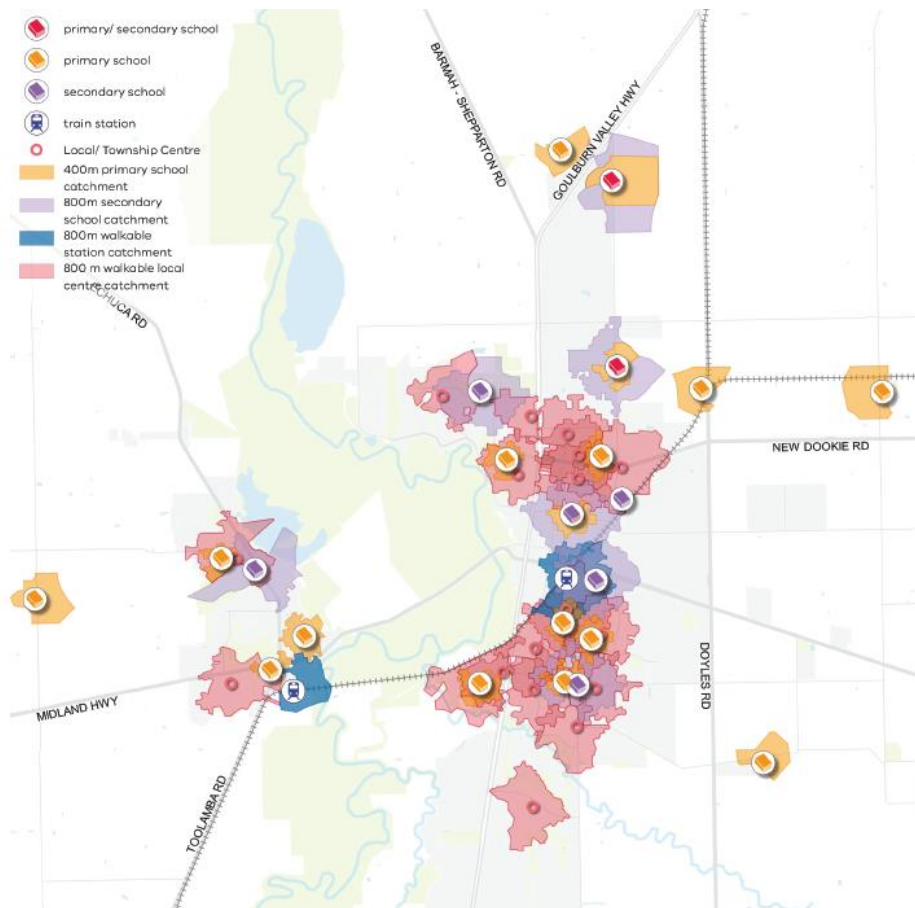 primary/ secondary school
primary school
secondary school
train station
Local/ Township Centre
400m primary school
catchment
800m secondary
school catchment
800m walkable
station catchment
800 m walkable local
centre catchment
BARMAH - SHEPPARTON RD
GOULBURN VALLEY HWY
ECHUCA RD
NEW DOOKIE RD
DOYLES RD
MIDLAND HWY
TOOLAMBA RD